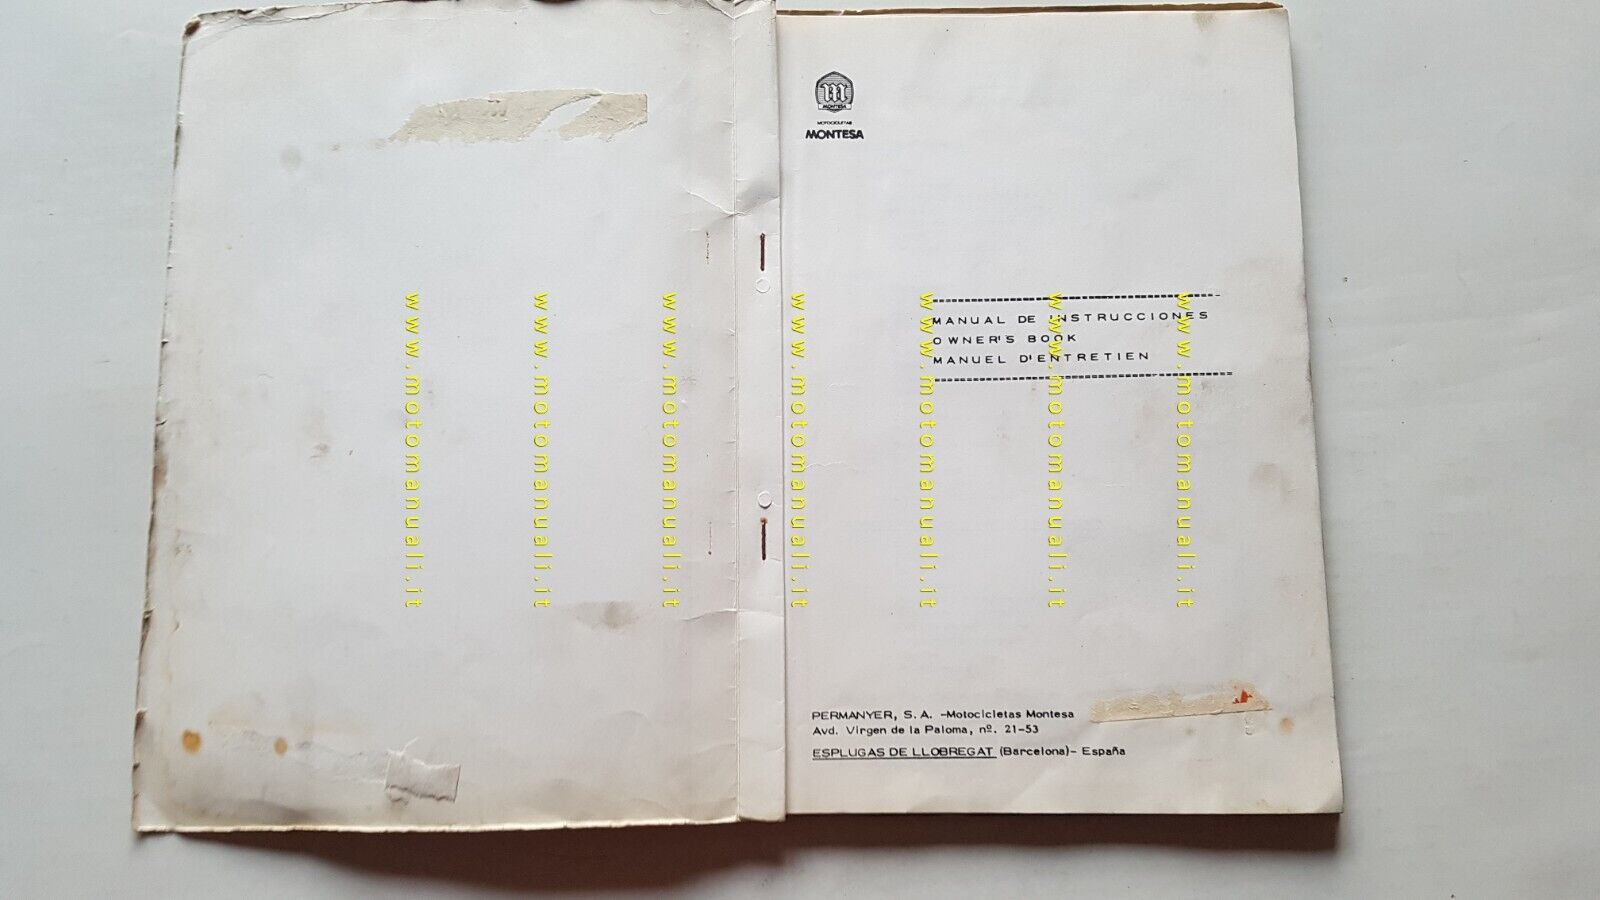 M
MONTESA
MOTOCICLETAS
MONTESA
MANUAL DE INSTRUCCIONES
OWNER'S BOOK
MANUEL D'ENTRETIEN
PERMANYER, S.A. -Motocicletas Montesa
Avd. Virgen de la Paloma, nº. 21-53
ESPLUGAS DE LLOBREGAT (Barcelona)- España
www.motomanuali.it
www.motomanuali.it
www.motomanuali.it
www.motomanuali.it
www.motomanuali.it
www.motomanuali.it
www.motomanuali.it